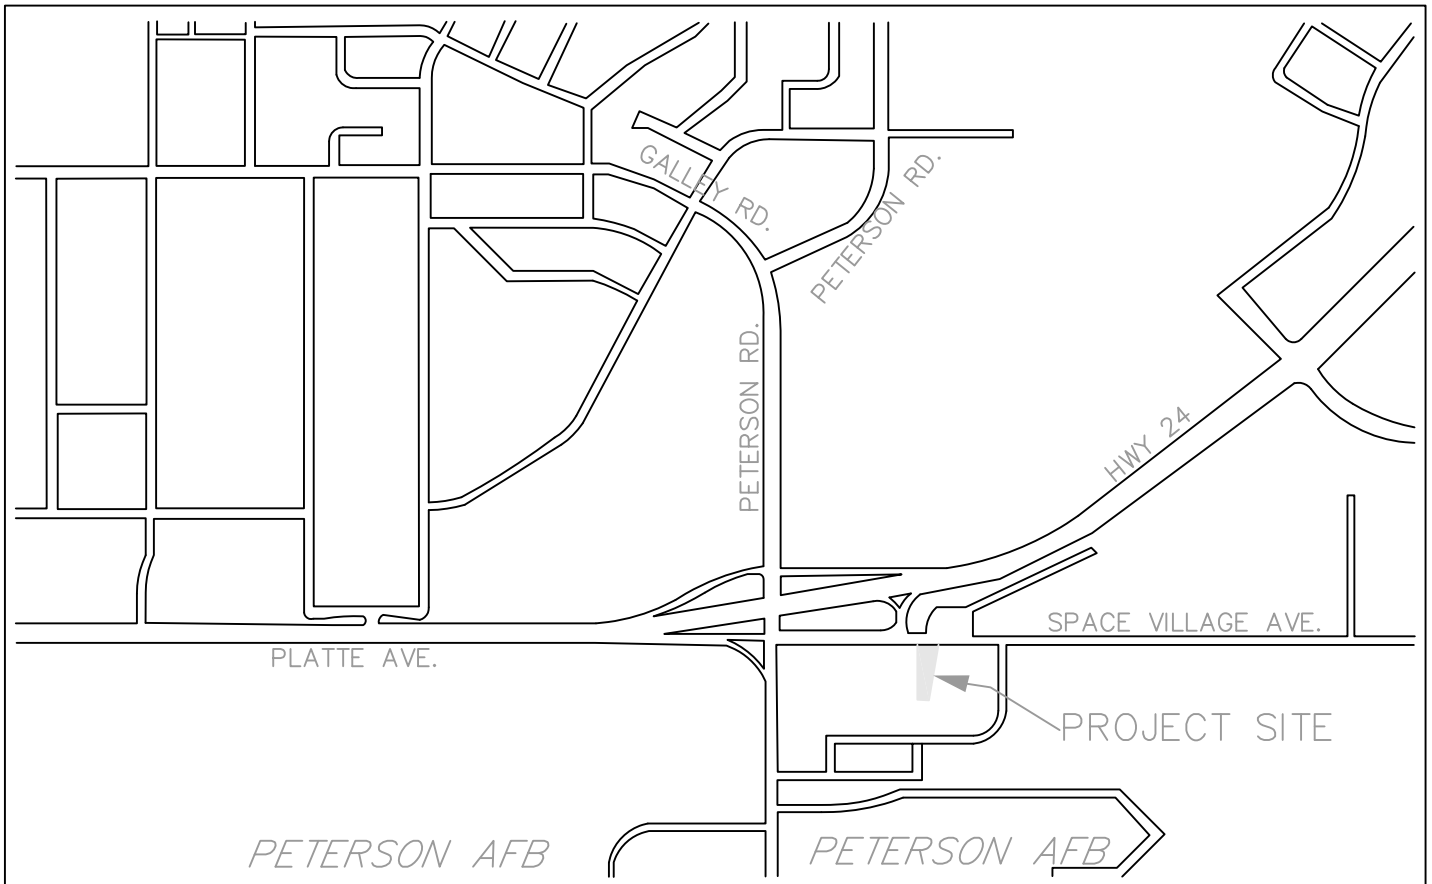 GALLEY RD.
PETERSON RD.
PETERSON RD.
HWY 24
SPACE VILLAGE AVE.
PLATTE AVE.
PROJECT SITE
PETERSON AFB
PETERSON AFB